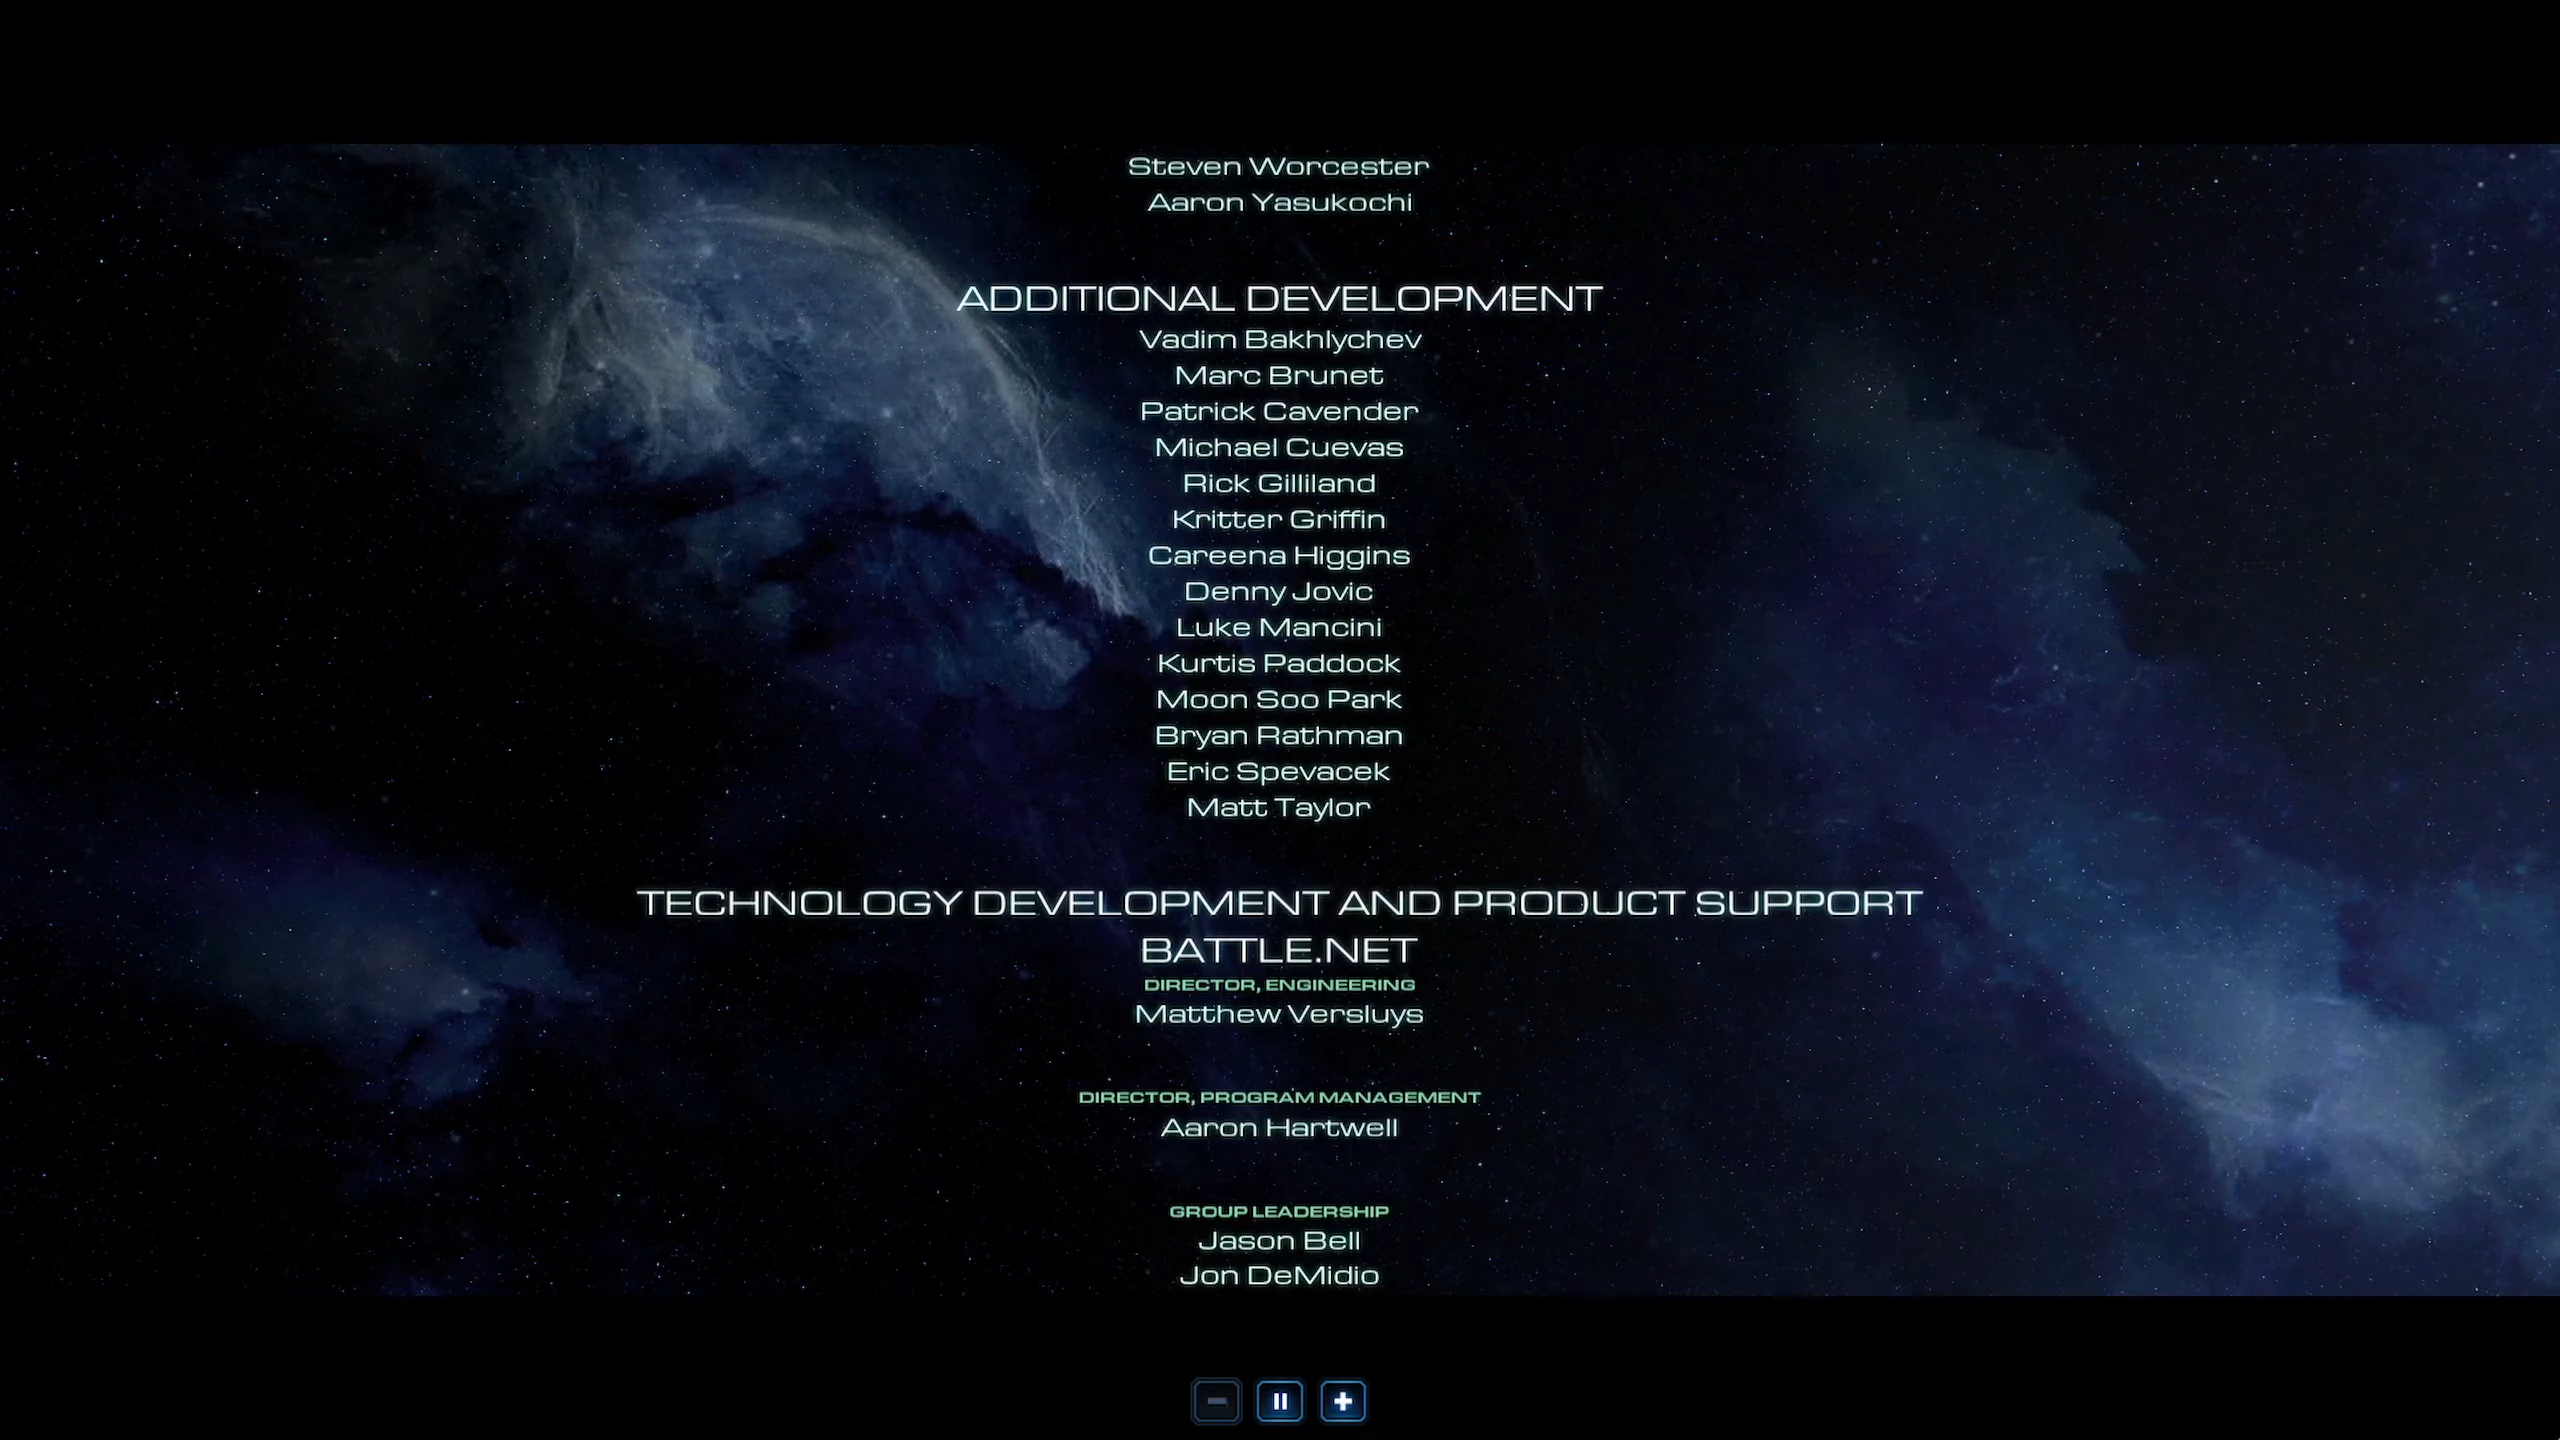 Steven Worcester
Aaron Yasukochi
ADDITIONAL DEVELOPMENT
Vadim Bakhlychev
Marc Brunet
Patrick Cavender
Michael Cuevas
Rick Gilliland
Kritter Griffin
Careena Higgins
Denny Jovic
Luke Mancini
Kurtis Paddock
Moon Soo Park
Bryan Rathman
Eric Spevacek
Matt Taylor
TECHNOLOGY DEVELOPMENT AND PRODUCT SUPPORT
BATTLE.NET
DIRECTOR, ENGINEERING
Matthew Versluys
DIRECTOR, PROGRAM MANAGEMENT
Aaron Hartwell
GROUP LEADERSHIP
Jason Bell
Jon DeMidio